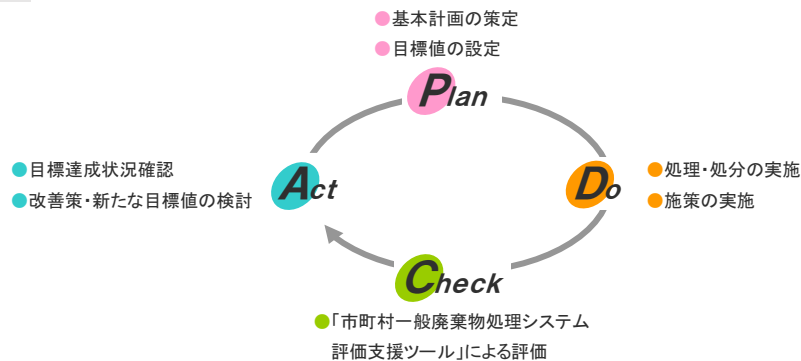 ●基本計画の策定
●目標値の設定
Plan
●目標達成状況確認
●改善策・新たな目標値の検討
Act
Do
●処理・処分の実施
●施策の実施
Check
●「市町村一般廃棄物処理システム
評価支援ツール」による評価